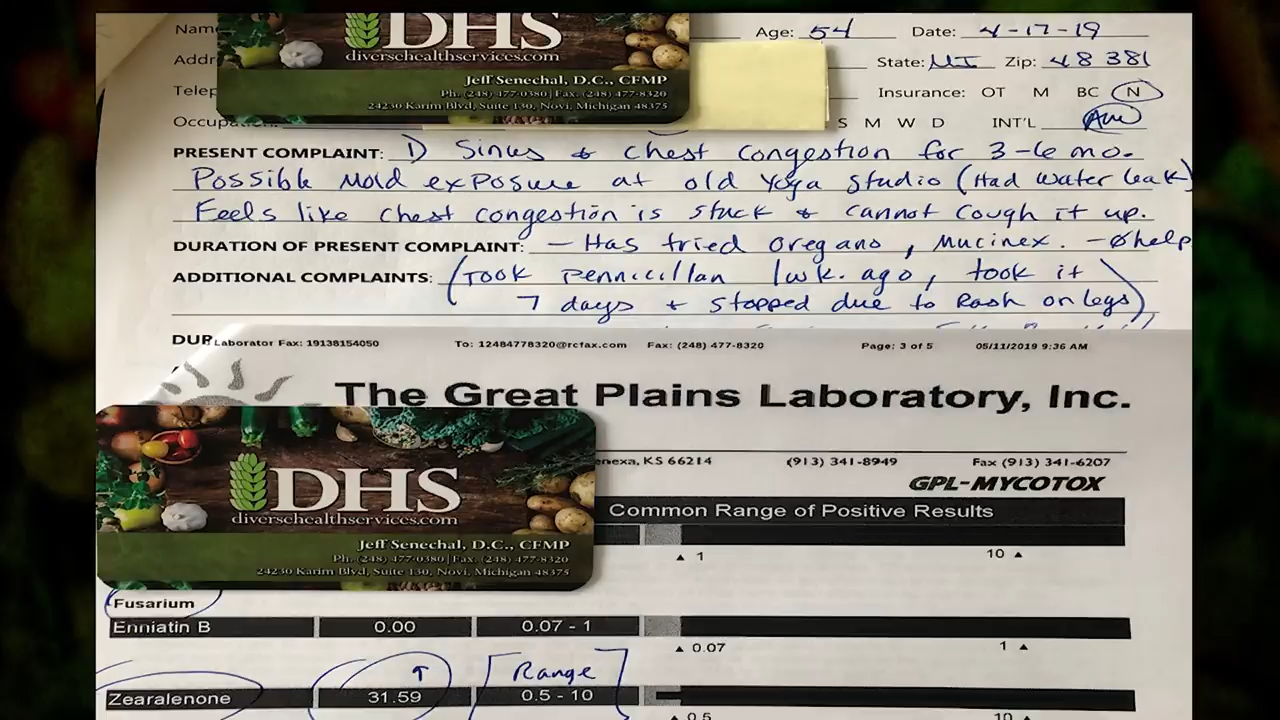 Name
DHS
diversehealthservices.com
Jeff Senechal, D.C., CFMP
Ph. (248) 477-0380 | Fax. (248) 477-8320
24230 Karim Blvd, Suite 130, Novi, Michigan 48375
Age: 54 Date: 4-17-19
Addr State: MI Zip: 48381
Telep Insurance: OT M BC N
Occupa S M W D INT'L
PRESENT COMPLAINT: 1) Sinus & chest congestion for 3-6 mo.
Possible Mold exposure at old Yoga studio (Had water leak)
Feels like chest congestion is stuck & cannot cough it up.
DURATION OF PRESENT COMPLAINT: - Has tried oregano, Mucinex. - Ø help
ADDITIONAL COMPLAINTS: (Took Pennicillan 1wk. ago, took it
7 days & stopped due to Rash on legs)
DUR
Laborator Fax: 19138154050 To: 12484778320@rcfax.com Fax: (248) 477-8320 Page: 3 of 5 05/11/2019 9:36 AM
The Great Plains Laboratory, Inc.
enexa, KS 66214 (913) 341-8949 Fax (913) 341-6207
GPL-MYCOTOX
DHS
diversehealthservices.com
Jeff Senechal, D.C., CFMP
Ph. (248) 477-0380 | Fax. (248) 477-8320
24230 Karim Blvd, Suite 130, Novi, Michigan 48375
Common Range of Positive Results
▲ 1 10 ▲
Fusarium
Enniatin B 0.00 0.07 - 1
▲ 0.07 1 ▲
↑ Range
Zearalenone 31.59 0.5 - 10
▲ 0.5 10 ▲